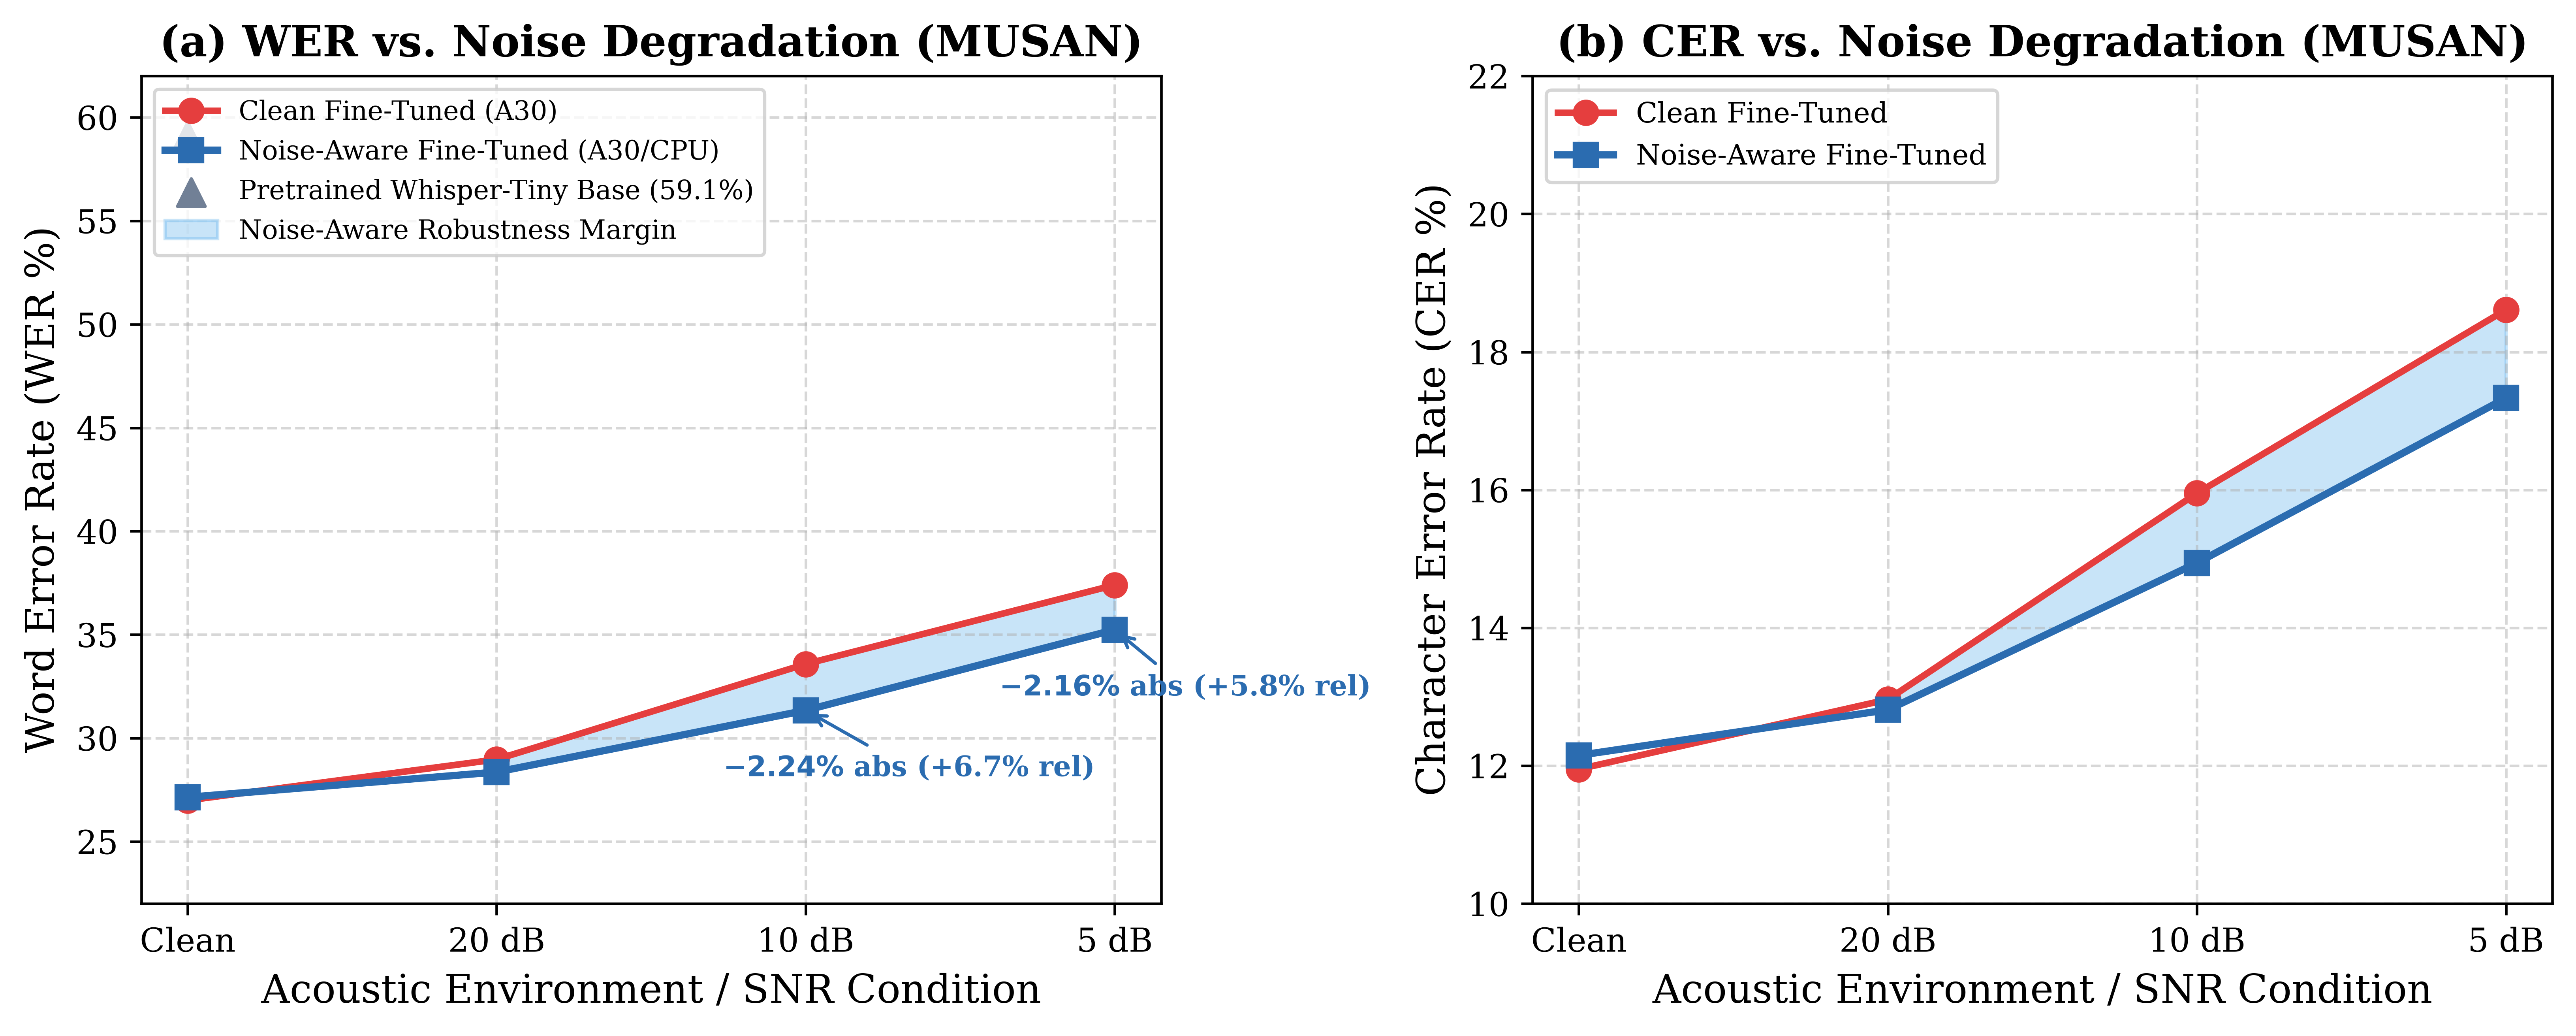 (a) WER vs. Noise Degradation (MUSAN)
Word Error Rate (WER %)
60
55
50
45
40
35
30
25
Clean Fine-Tuned (A30)
Noise-Aware Fine-Tuned (A30/CPU)
Pretrained Whisper-Tiny Base (59.1%)
Noise-Aware Robustness Margin
−2.16% abs (+5.8% rel)
−2.24% abs (+6.7% rel)
Clean 20 dB 10 dB 5 dB
Acoustic Environment / SNR Condition
(b) CER vs. Noise Degradation (MUSAN)
Character Error Rate (CER %)
22
20
18
16
14
12
10
Clean Fine-Tuned
Noise-Aware Fine-Tuned
Clean 20 dB 10 dB 5 dB
Acoustic Environment / SNR Condition